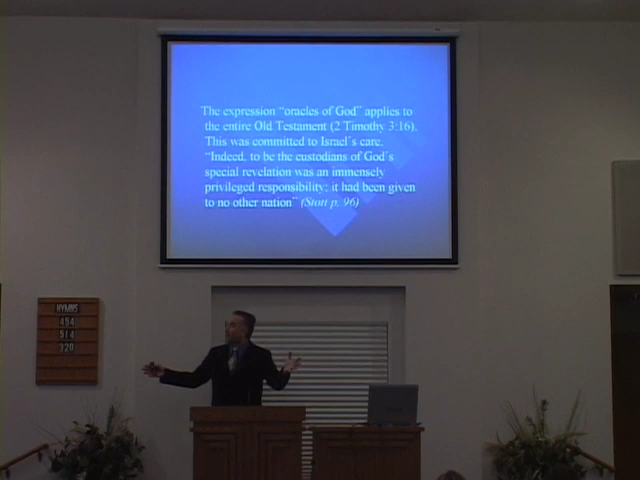 The expression "oracles of God" applies to
the entire Old Testament (2 Timothy 3:16).
This was committed to Israel's care.
"Indeed, to be the custodians of God's
special revelation was an immensely
privileged responsibility; it had been given
to no other nation" (Stott p. 96)
HYMNS
454
514
320